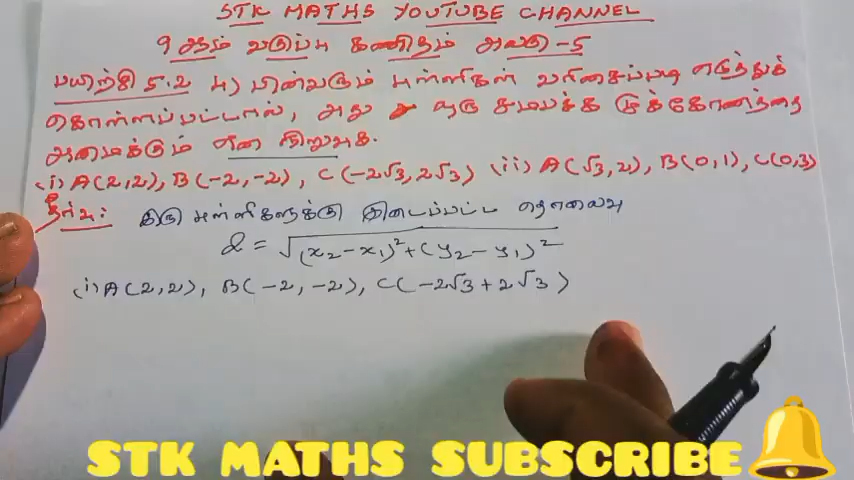 STK MATHS YOUTUBE CHANNEL
9 ஆம் வகுப்பு கணிதம் அலகு-5
பயிற்சி 5.2 4) பின்வரும் புள்ளிகள் வரிசைப்படி எடுத்துக்
கொள்ளப்பட்டால், அது ஒரு சமபக்க முக்கோணத்தை
அமைக்கும் என நிறுவுக.
(i) A(2,2), B(-2,-2), C(-2√3, 2√3) (ii) A(√3,2), B(0,1), C(0,3)
தீர்வு: இரு புள்ளிகளுக்கு இடைப்பட்ட தொலைவு
d = √(x₂-x₁)²+(y₂-y₁)²
(i) A(2,2), B(-2,-2), C(-2√3+2√3)
STK MATHS SUBSCRIBE